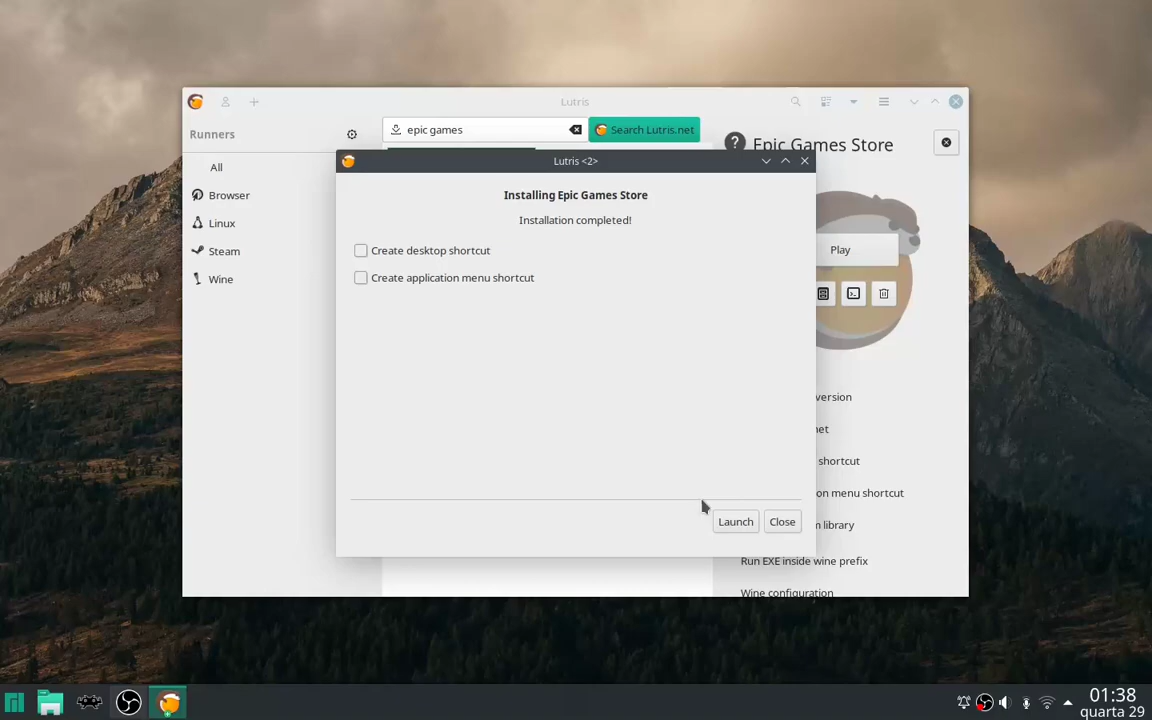 Lutris
Runners
epic games
Search Lutris.net
? Epic Games Store
All
Browser
Linux
Steam
Wine
Lutris <2>
Installing Epic Games Store
Installation completed!
Create desktop shortcut
Create application menu shortcut
Launch
Close
Play
version
net
shortcut
on menu shortcut
m library
Run EXE inside wine prefix
Wine configuration
01:38
quarta 29